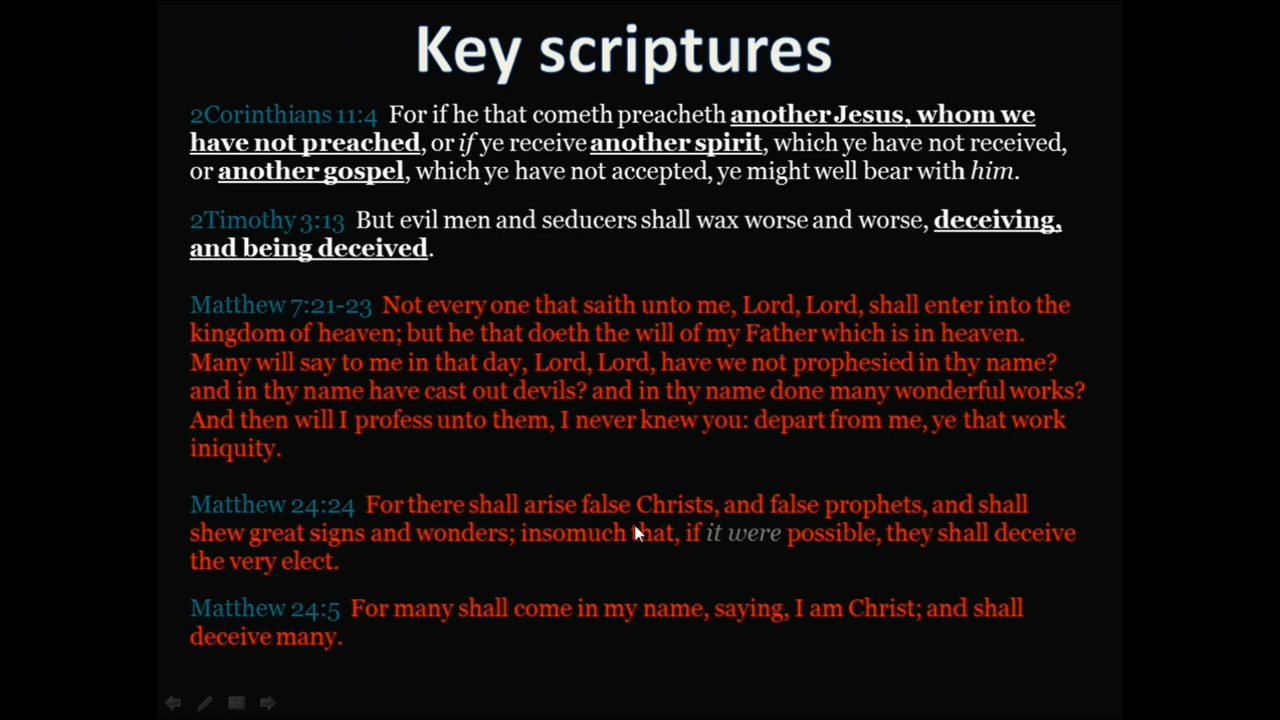 Key scriptures
2Corinthians 11:4 For if he that cometh preacheth another Jesus, whom we
have not preached, or if ye receive another spirit, which ye have not received,
or another gospel, which ye have not accepted, ye might well bear with him.
2Timothy 3:13 But evil men and seducers shall wax worse and worse, deceiving,
and being deceived.
Matthew 7:21-23 Not every one that saith unto me, Lord, Lord, shall enter into the
kingdom of heaven; but he that doeth the will of my Father which is in heaven.
Many will say to me in that day, Lord, Lord, have we not prophesied in thy name?
and in thy name have cast out devils? and in thy name done many wonderful works?
And then will I profess unto them, I never knew you: depart from me, ye that work
iniquity.
Matthew 24:24 For there shall arise false Christs, and false prophets, and shall
shew great signs and wonders; insomuch that, if it were possible, they shall deceive
the very elect.
Matthew 24:5 For many shall come in my name, saying, I am Christ; and shall
deceive many.